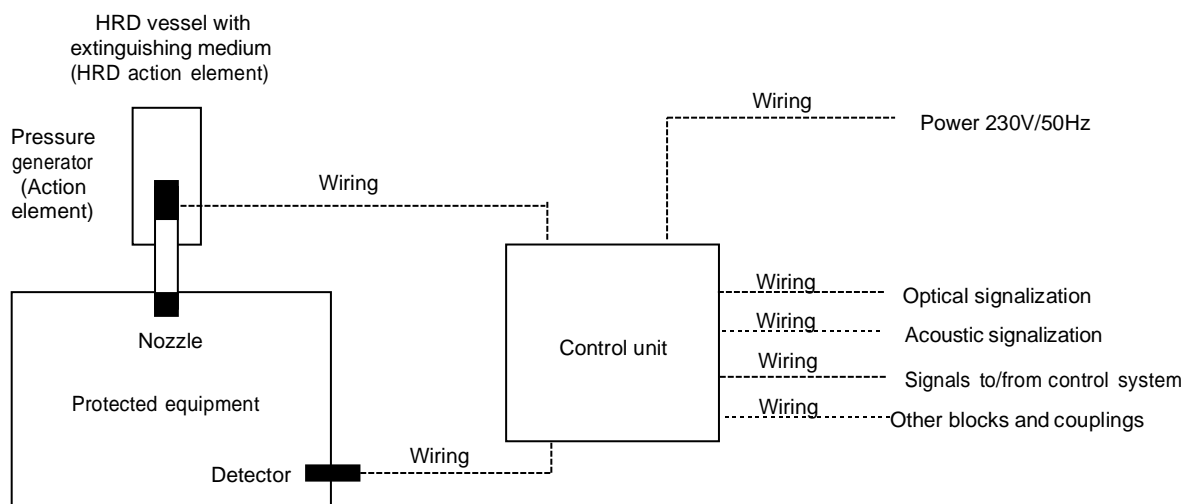 HRD vessel with
extinguishing medium
(HRD action element)
Wiring
Power 230V/50Hz
Pressure
generator
(Action
element)
Wiring
Wiring
Optical signalization
Wiring
Acoustic signalization
Nozzle
Control unit
Wiring
Signals to/from control system
Protected equipment
Wiring
Other blocks and couplings
Wiring
Detector